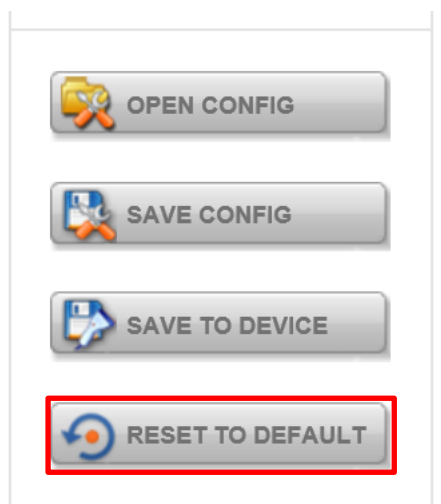 OPEN CONFIG
SAVE CONFIG
SAVE TO DEVICE
RESET TO DEFAULT